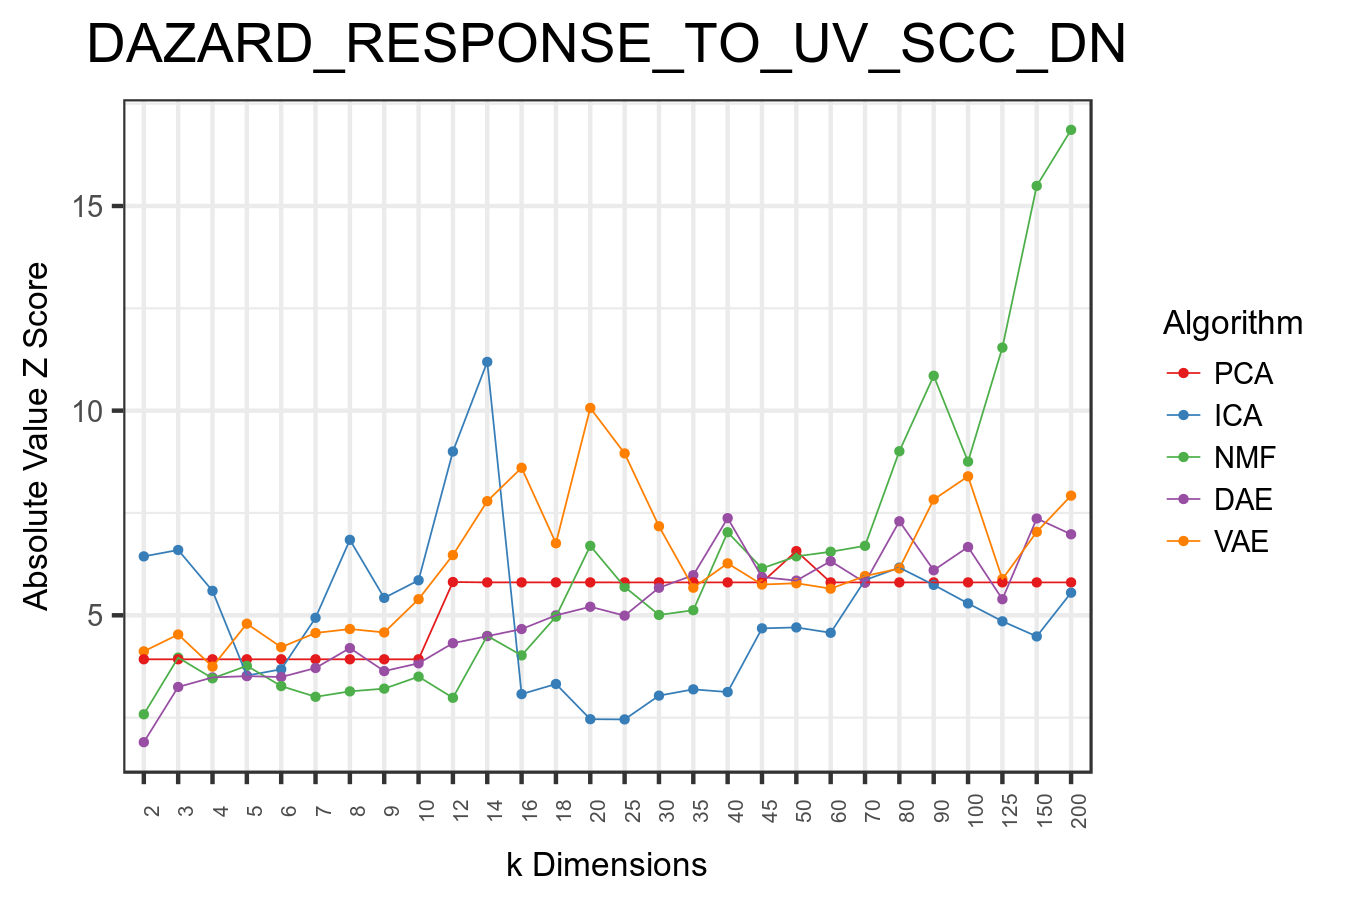 DAZARD_RESPONSE_TO_UV_SCC_DN
Absolute Value Z Score
15
10
5
2 3 4 5 6 7 8 9 10 12 14 16 18 20 25 30 35 40 45 50 60 70 80 90 100 125 150 200
k Dimensions
Algorithm
PCA
ICA
NMF
DAE
VAE